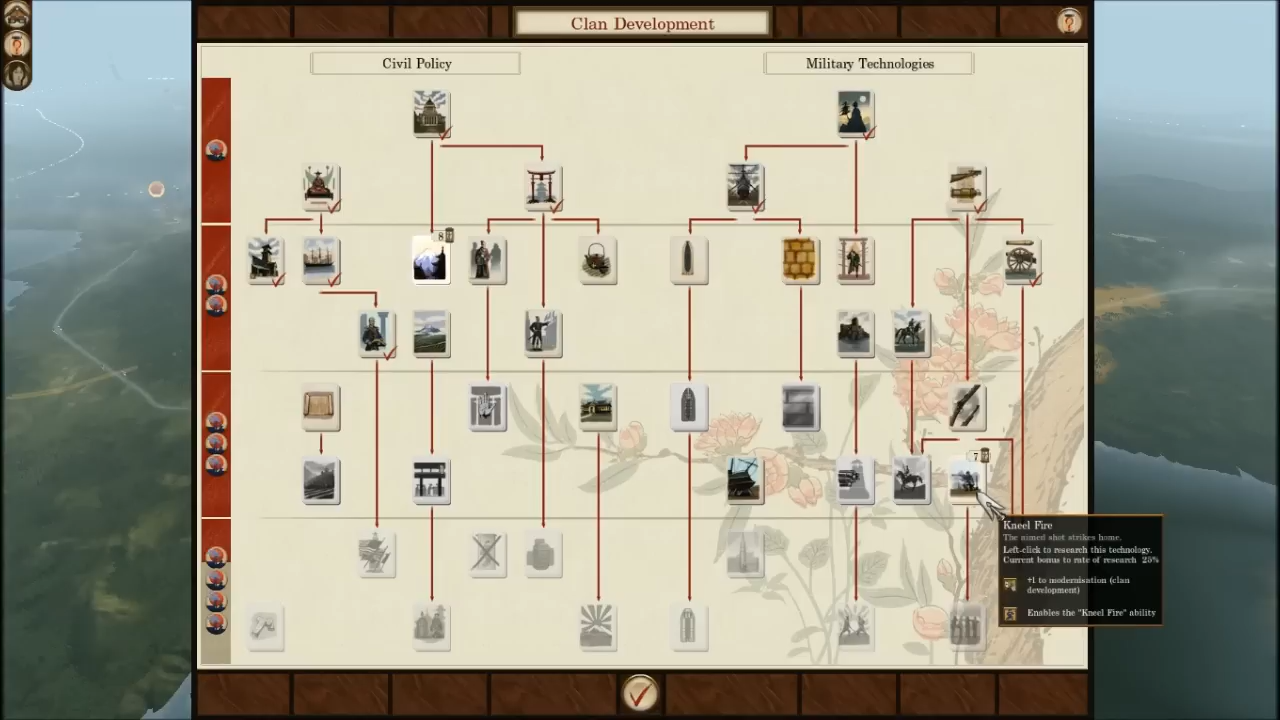 Clan Development
Civil Policy
Military Technologies
8
7
Kneel Fire
The aimed shot strikes home.
Left-click to research this technology.
Current bonus to rate of research 25%
+1 to modernisation (clan
development)
Enables the "Kneel Fire" ability